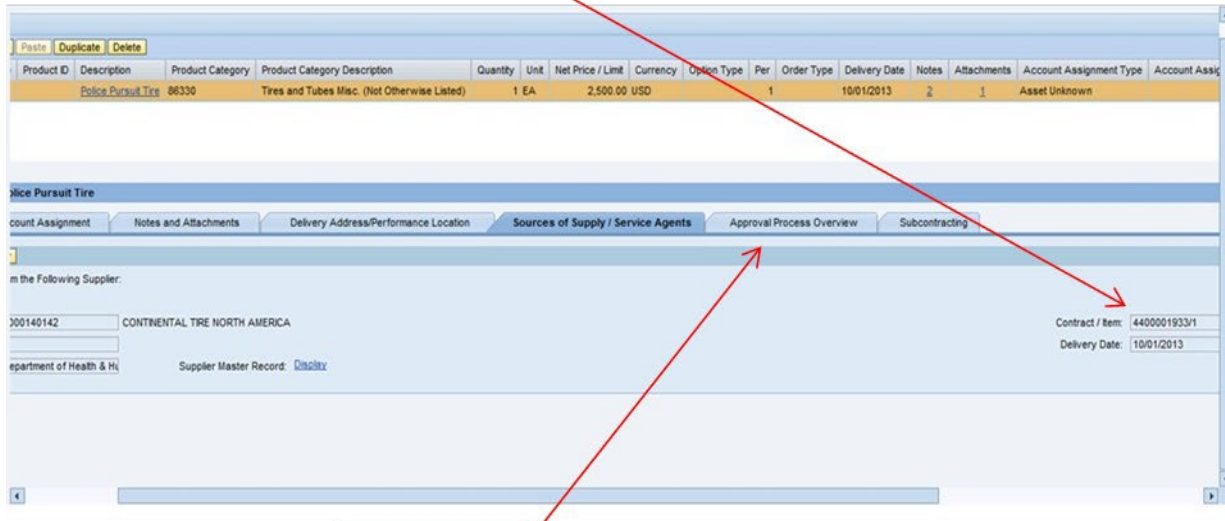 Paste Duplicate Delete
Product ID Description Product Category Product Category Description Quantity Unit Net Price / Limit Currency Option Type Per Order Type Delivery Date Notes Attachments Account Assignment Type Account Assig
Police Pursuit Tire 86330 Tires and Tubes Misc. (Not Otherwise Listed) 1 EA 2,500.00 USD 1 10/01/2013 2 1 Asset Unknown
olice Pursuit Tire
count Assignment Notes and Attachments Delivery Address/Performance Location Sources of Supply / Service Agents Approval Process Overview Subcontracting
m the Following Supplier:
000140142 CONTINENTAL TIRE NORTH AMERICA Contract / Item: 4400001933/1
Delivery Date: 10/01/2013
epartment of Health & Hu Supplier Master Record: Display